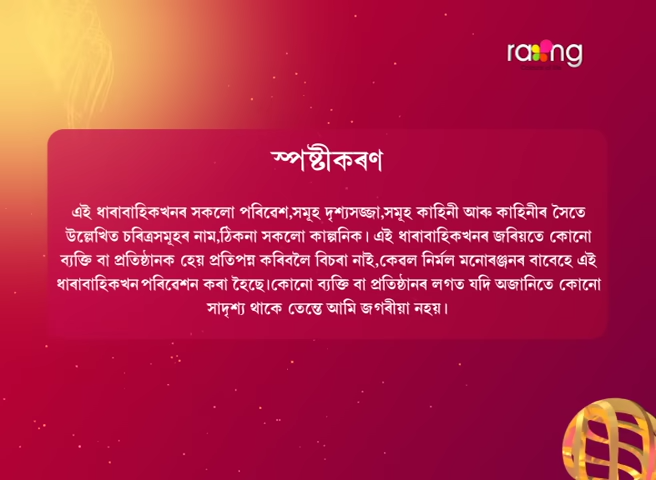 raang
স্পষ্টীকৰণ
এই ধাৰাবাহিকখনৰ সকলো পৰিৱেশ,সমূহ দৃশ্যসজ্জা,সমূহ কাহিনী আৰু কাহিনীৰ সৈতে
উল্লেখিত চৰিত্ৰসমূহৰ নাম,ঠিকনা সকলো কাল্পনিক। এই ধাৰাবাহিকখনৰ জৰিয়তে কোনো
ব্যক্তি বা প্ৰতিষ্ঠানক হেয় প্ৰতিপন্ন কৰিবলৈ বিচৰা নাই,কেৱল নিৰ্মল মনোৰঞ্জনৰ বাবেহে এই
ধাৰাবাহিকখন পৰিৱেশন কৰা হৈছে।কোনো ব্যক্তি বা প্ৰতিষ্ঠানৰ লগত যদি অজানিতে কোনো
সাদৃশ্য থাকে তেন্তে আমি জগৰীয়া নহয়।